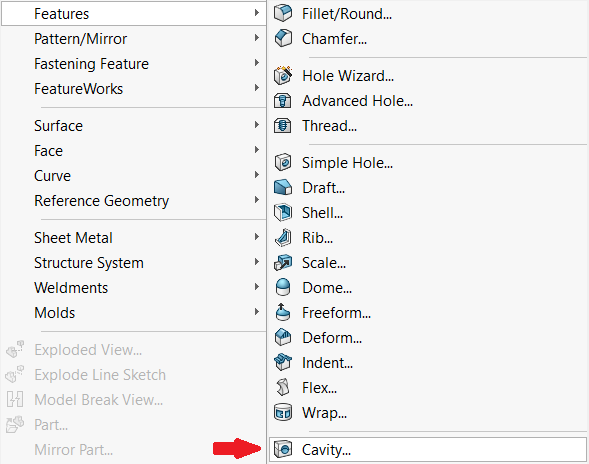 Features
Pattern/Mirror
Fastening Feature
FeatureWorks
Surface
Face
Curve
Reference Geometry
Sheet Metal
Structure System
Weldments
Molds
Exploded View...
Explode Line Sketch
Model Break View...
Part...
Mirror Part...
Fillet/Round...
Chamfer...
Hole Wizard...
Advanced Hole...
Thread...
Simple Hole...
Draft...
Shell...
Rib...
Scale...
Dome...
Freeform...
Deform...
Indent...
Flex...
Wrap...
Cavity...